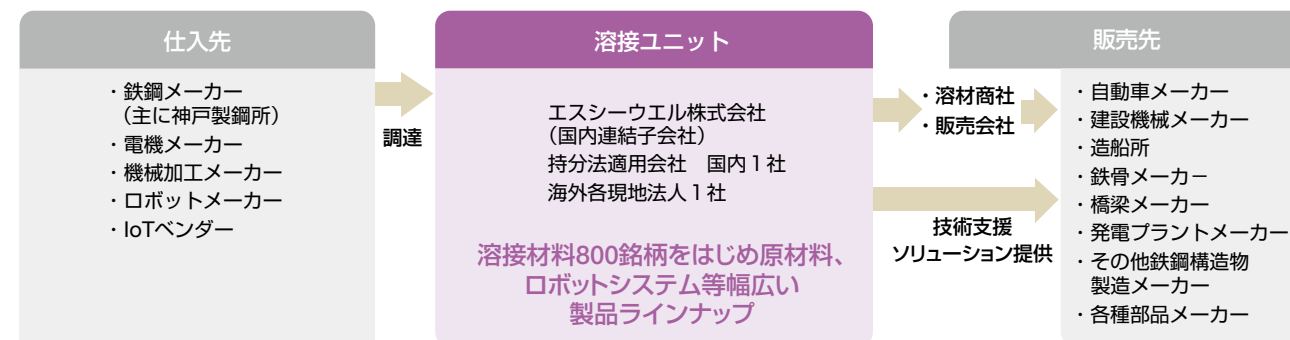 仕入先
・鉄鋼メーカー
(主に神戸製鋼所)
・電機メーカー
・機械加工メーカー
・ロボットメーカー
・IoTベンダー
調達
溶接ユニット
エスシーウエル株式会社
(国内連結子会社)
持分法適用会社　国内1社
海外各現地法人1社
溶接材料800銘柄をはじめ原材料、
ロボットシステム等幅広い
製品ラインナップ
・溶材商社
・販売会社
技術支援
ソリューション提供
販売先
・自動車メーカー
・建設機械メーカー
・造船所
・鉄骨メーカー
・橋梁メーカー
・発電プラントメーカー
・その他鉄鋼構造物
製造メーカー
・各種部品メーカー